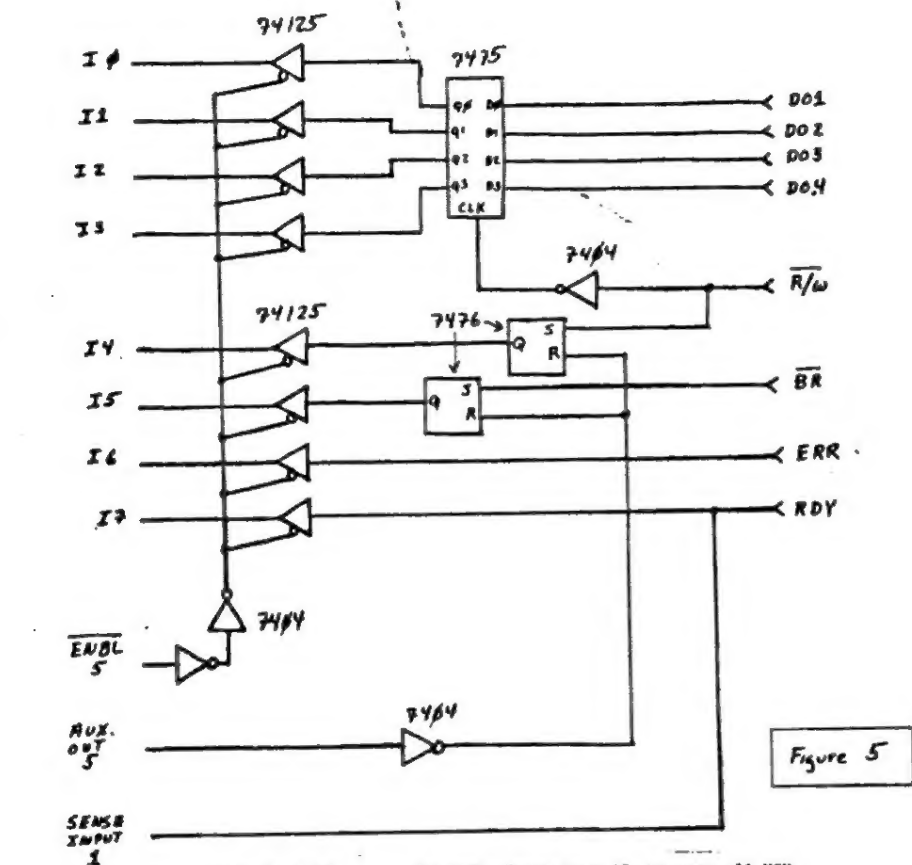 74125
I0
7475
Q0 D0
DO1
I1
Q1 D1
DO2
I2
Q2 D2
DO3
I3
Q3 D3
DO4
CLK
7404
R/W
74125
7476
I4
Q S
R
BR
I5
Q S
R
I6
ERR
I7
RDY
7404
ENBL
5
AUX.
OUT
5
7404
Figure 5
SENSE
INPUT
1